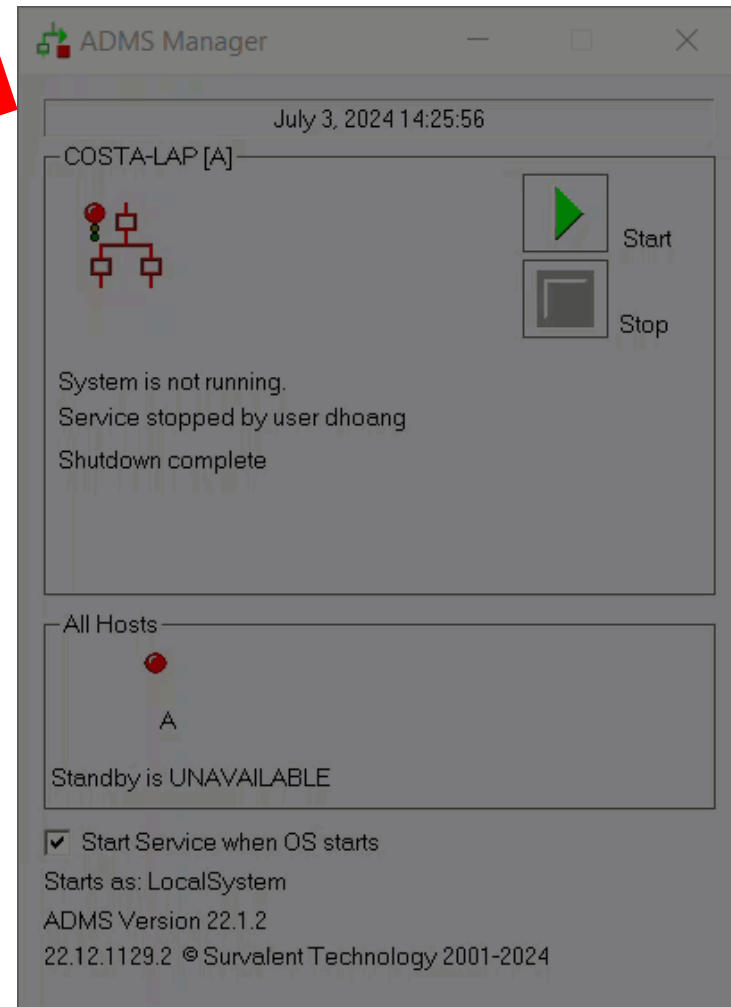 ADMS Manager
July 3, 2024 14:25:56
COSTA-LAP [A]
Start
Stop
System is not running.
Service stopped by user dhoang
Shutdown complete
All Hosts
A
Standby is UNAVAILABLE
Start Service when OS starts
Starts as: LocalSystem
ADMS Version 22.1.2
22.12.1129.2 © Survalent Technology 2001-2024